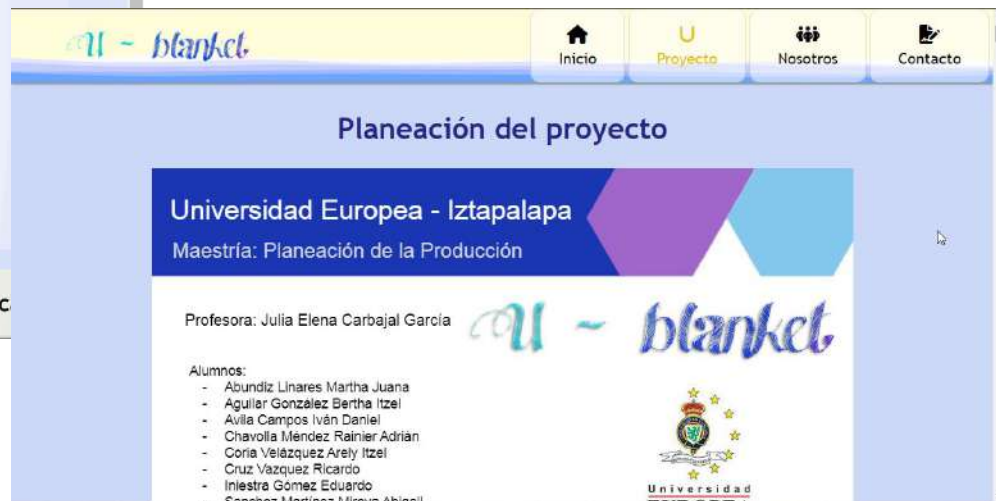 U ~ blanket
Inicio
Proyecto
Nosotros
Contacto
Planeación del proyecto
Universidad Europea - Iztapalapa
Maestría: Planeación de la Producción
Profesora: Julia Elena Carbajal García
U ~ blanket
Alumnos:
- Abundiz Linares Martha Juana
- Aguilar González Bertha Itzel
- Avila Campos Iván Daniel
- Chavolla Méndez Rainier Adrián
- Coria Velázquez Arely Itzel
- Cruz Vazquez Ricardo
- Iniestra Gómez Eduardo
Universidad